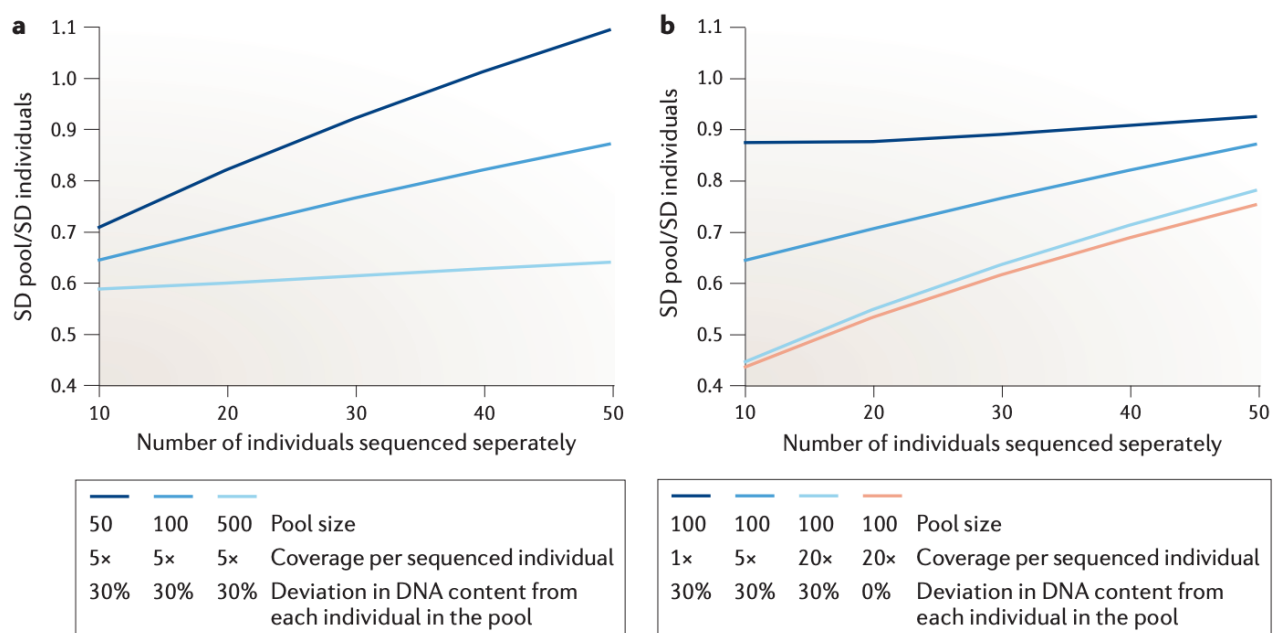 a
1.1
1.0
0.9
0.8
0.7
0.6
0.5
0.4
SD pool/SD individuals
10 20 30 40 50
Number of individuals sequenced seperately
50 100 500 Pool size
5× 5× 5× Coverage per sequenced individual
30% 30% 30% Deviation in DNA content from
each individual in the pool
b
1.1
1.0
0.9
0.8
0.7
0.6
0.5
0.4
SD pool/SD individuals
10 20 30 40 50
Number of individuals sequenced seperately
100 100 100 100 Pool size
1× 5× 20× 20× Coverage per sequenced individual
30% 30% 30% 0% Deviation in DNA content from
each individual in the pool